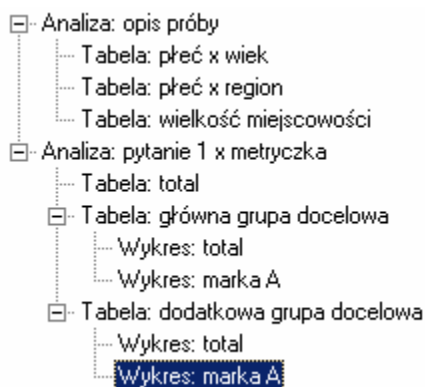 Analiza: opis próby
Tabela: płeć x wiek
Tabela: płeć x region
Tabela: wielkość miejscowości
Analiza: pytanie 1 x metryczka
Tabela: total
Tabela: główna grupa docelowa
Wykres: total
Wykres: marka A
Tabela: dodatkowa grupa docelowa
Wykres: total
Wykres: marka A